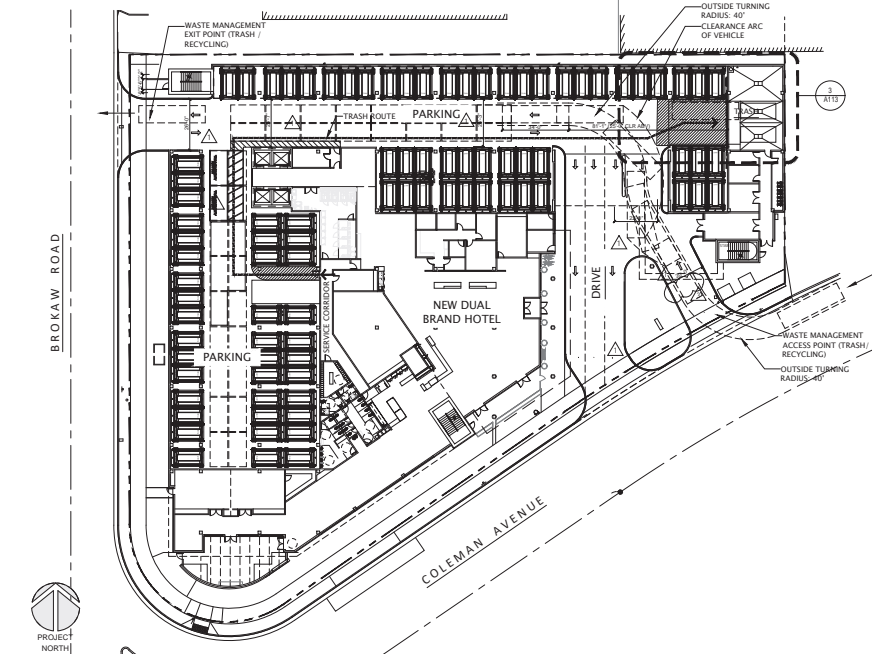 WASTE MANAGEMENT
EXIT POINT (TRASH /
RECYCLING)
OUTSIDE TURNING
RADIUS: 40'
CLEARANCE ARC
OF VEHICLE
3
A113
TRASH ROUTE
PARKING
TRASH
26'-0"
BROKAW ROAD
DRIVE
NEW DUAL
BRAND HOTEL
SERVICE CORRIDOR
PARKING
WASTE MANAGEMENT
ACCESS POINT (TRASH/
RECYCLING)
OUTSIDE TURNING
RADIUS: 40'
COLEMAN AVENUE
PROJECT
NORTH